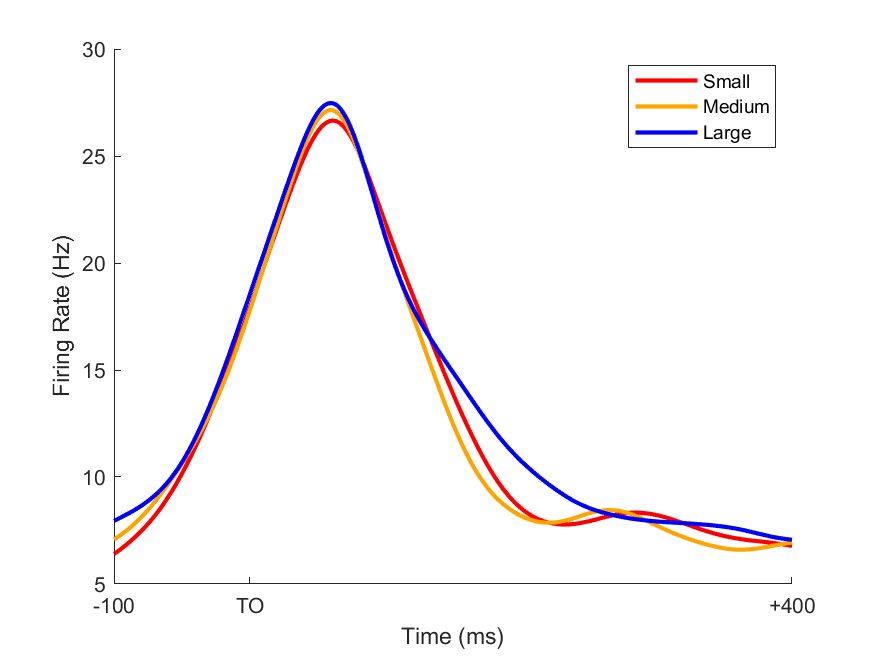 30
Small
Medium
Large
25
20
15
10
5
Firing Rate (Hz)
-100 TO +400
Time (ms)